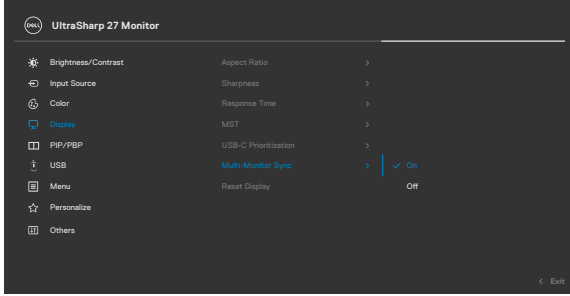 DELL UltraSharp 27 Monitor
Brightness/Contrast Aspect Ratio >
Input Source Sharpness >
Color Response Time >
Display MST >
PIP/PBP USB-C Prioritization >
USB Multi-Monitor Sync > ✓ On
Menu Reset Display Off
Personalize
Others
< Exit